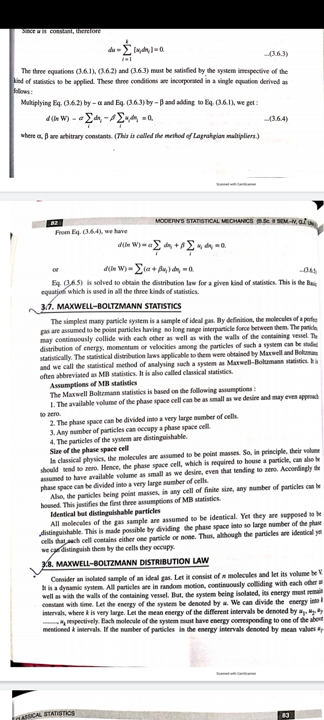 Since u is constant, therefore
du = Σ [uᵢdnᵢ] = 0. ...(3.6.3)
The three equations (3.6.1), (3.6.2) and (3.6.3) must be satisfied by the system irrespective of the
kind of statistics to be applied. These three conditions are incorporated in a single equation derived as
follows :
Multiplying Eq. (3.6.2) by – α and Eq. (3.6.3) by – β and adding to Eq. (3.6.1), we get :
d (ln W) – α Σ dnᵢ – β Σ uᵢdnᵢ = 0, ...(3.6.4)
where α, β are arbitrary constants. (This is called the method of Lagrahgian multipliers.)
Scanned with CamScanner
82 MODERN'S STATISTICAL MECHANICS (B.Sc. II SEM.-IV,
From Eq. (3.6.4), we have
d(ln W) = α Σ dnᵢ + β Σ uᵢ dnᵢ = 0.
or d(ln W) = Σ (α + βuᵢ) dnᵢ = 0. ...(3.6.5)
Eq. (3.6.5) is solved to obtain the distribution law for a given kind of statistics. This is the Basic
equation which is used in all the three kinds of statistics.
3.7. MAXWELL–BOLTZMANN STATISTICS
The simplest many particle system is a sample of ideal gas. By definition, the molecules of a perfect
gas are assumed to be point particles having no long range interparticle force between them. The particles
may continuously collide with each other as well as with the walls of the containing vessel. The
distribution of energy, momentum or velocities among the particles of such a system can be studied
statistically. The statistical distribution laws applicable to them were obtained by Maxwell and Boltzmann
and we call the statistical method of analysing such a system as Maxwell–Boltzmann statistics. It is
often abbreviated as MB statistics. It is also called classical statistics.
Assumptions of MB statistics
The Maxwell Boltzmann statistics is based on the following assumptions :
1. The available volume of the phase space cell can be as small as we desire and may even approach
to zero.
2. The phase space can be divided into a very large number of cells.
3. Any number of particles can occupy a phase space cell.
4. The particles of the system are distinguishable.
Size of the phase space cell
In classical physics, the molecules are assumed to be point masses. So, in principle, their volume
should tend to zero. Hence, the phase space cell, which is required to house a particle, can also be
assumed to have available volume as small as we desire, even that tending to zero. Accordingly the
phase space can be divided into a very large number of cells.
Also, the particles being point masses, in any cell of finite size, any number of particles can be
housed. This justifies the first three assumptions of MB statistics.
Identical but distinguishable particles
All molecules of the gas sample are assumed to be identical. Yet they are supposed to be
distinguishable. This is made possible by dividing the phase space into so large number of the phase
cells that each cell contains either one particle or none. Thus, although the particles are identical yet
we can distinguish them by the cells they occupy.
3.8. MAXWELL–BOLTZMANN DISTRIBUTION LAW
Consider an isolated sample of an ideal gas. Let it consist of n molecules and let its volume be V.
It is a dynamic system. All particles are in random motion, continuously colliding with each other as
well as with the walls of the containing vessel. But, the system being isolated, its energy must remain
constant with time. Let the energy of the system be denoted by u. We can divide the energy into k
intervals, where k is very large. Let the mean energy of the different intervals be denoted by u₁, u₂, u₃
......, uₖ respectively. Each molecule of the system must have energy corresponding to one of the above
mentioned k intervals. If the number of particles in the energy intervals denoted by mean values u₁,
Scanned with CamScanner
CLASSICAL STATISTICS 83